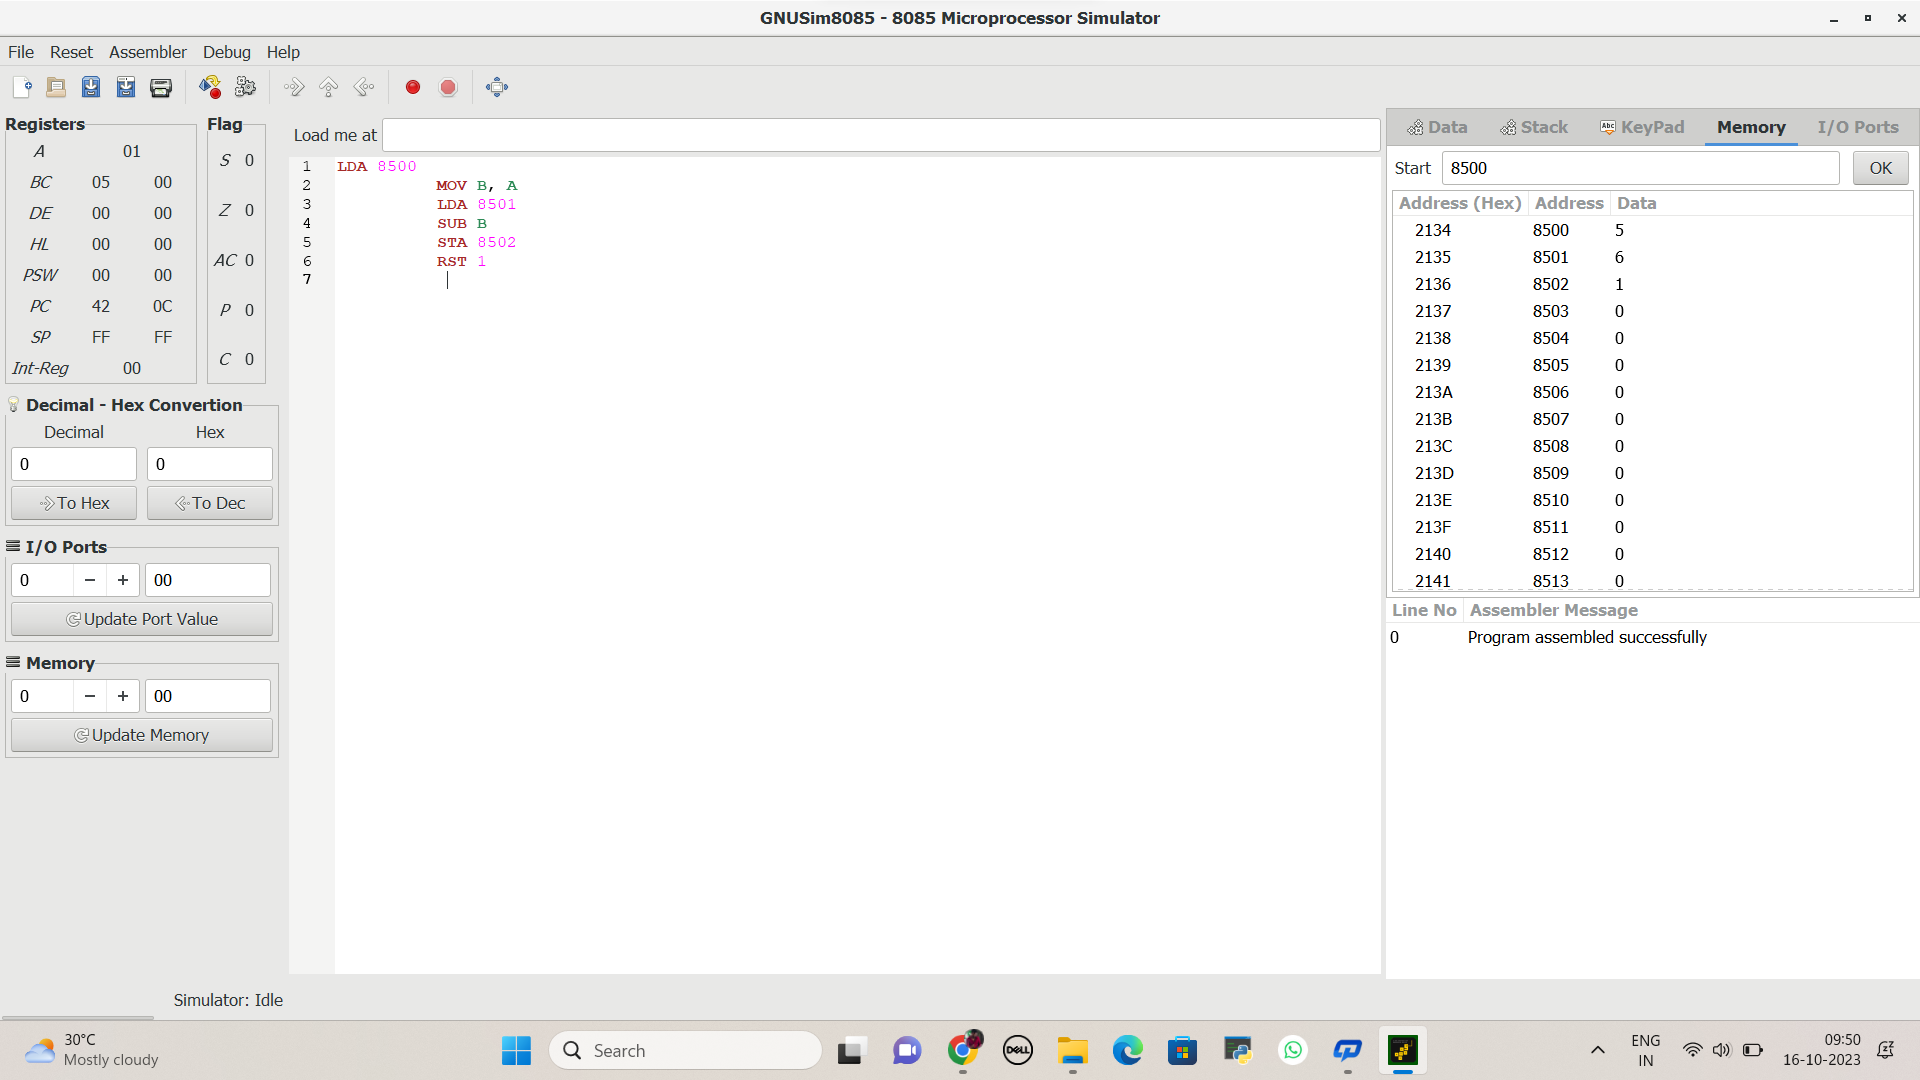 GNUSim8085 - 8085 Microprocessor Simulator
File Reset Assembler Debug Help
Registers
A 01
BC 05 00
DE 00 00
HL 00 00
PSW 00 00
PC 42 0C
SP FF FF
Int-Reg 00
Flag
S 0
Z 0
AC 0
P 0
C 0
Decimal - Hex Convertion
Decimal Hex
0 0
To Hex To Dec
I/O Ports
0 − + 00
Update Port Value
Memory
0 − + 00
Update Memory
Load me at
1 LDA 8500
2 MOV B, A
3 LDA 8501
4 SUB B
5 STA 8502
6 RST 1
7
Data Stack Abc KeyPad Memory I/O Ports
Start 8500 OK
Address (Hex) Address Data
2134 8500 5
2135 8501 6
2136 8502 1
2137 8503 0
2138 8504 0
2139 8505 0
213A 8506 0
213B 8507 0
213C 8508 0
213D 8509 0
213E 8510 0
213F 8511 0
2140 8512 0
2141 8513 0
Line No Assembler Message
0 Program assembled successfully
Simulator: Idle
30°C
Mostly cloudy
Search
DELL
ENG
IN
09:50
16-10-2023